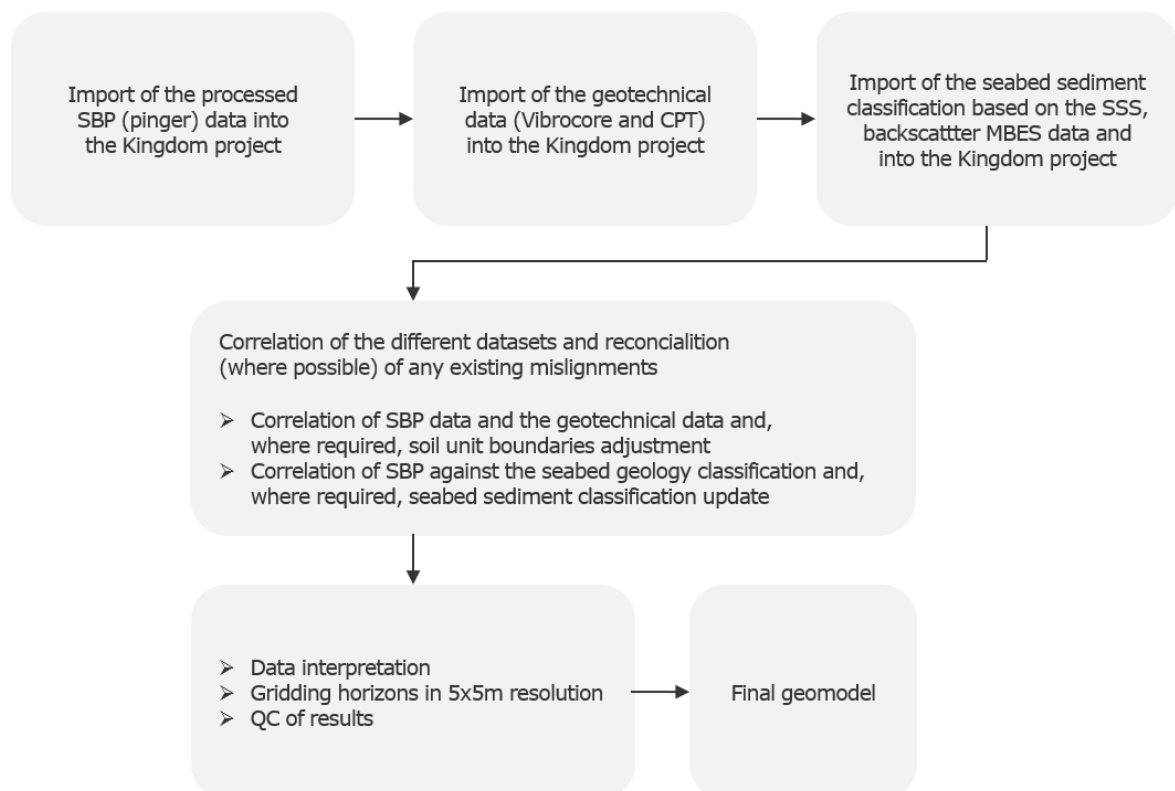 Import of the processed
SBP (pinger) data into
the Kingdom project
Import of the geotechnical
data (Vibrocore and CPT)
into the Kingdom project
Import of the seabed sediment
classification based on the SSS,
backscattter MBES data and
into the Kingdom project
Correlation of the different datasets and reconcialition
(where possible) of any existing mislignments
➢ Correlation of SBP data and the geotechnical data and,
where required, soil unit boundaries adjustment
➢ Correlation of SBP against the seabed geology classification and,
where required, seabed sediment classification update
➢ Data interpretation
➢ Gridding horizons in 5x5m resolution
➢ QC of results
Final geomodel